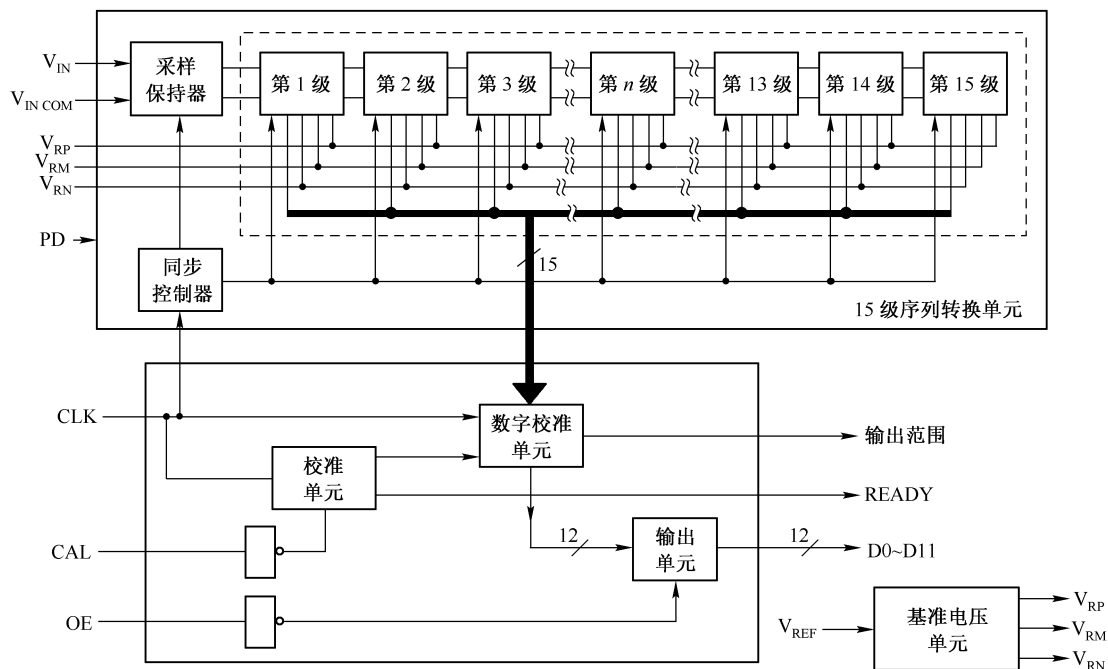 V_IN
V_IN COM
采样
保持器
第 1 级
第 2 级
第 3 级
第 n 级
第 13 级
第 14 级
第 15 级
V_RP
V_RM
V_RN
PD
同步
控制器
15
15 级序列转换单元
CLK
数字校准
单元
输出范围
校准
单元
READY
CAL
12
输出
单元
12
D0~D11
OE
V_REF
基准电压
单元
V_RP
V_RM
V_RN